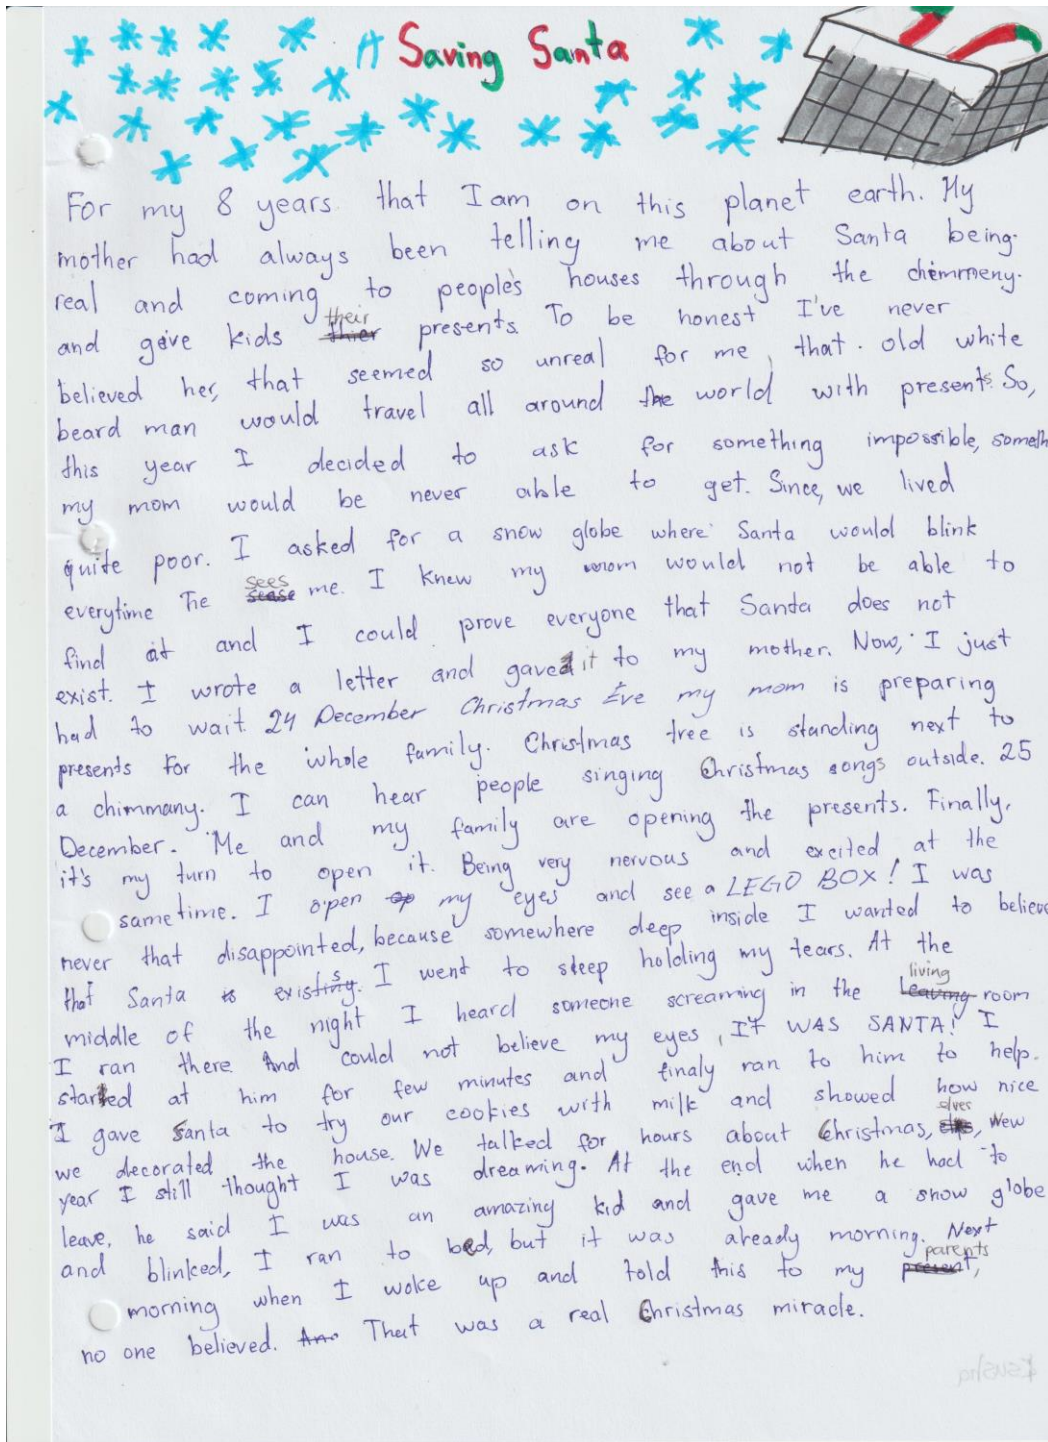 Saving Santa
For my 8 years that I am on this planet earth. My
mother had always been telling me about Santa being
real and coming to people's houses through the chimmeny.
and give kids thier their presents. To be honest I've never
believed her, that seemed so unreal for me, that old white
beard man would travel all around the world with presents. So,
this year I decided to ask for something impossible, someth
my mom would be never able to get. Since, we lived
quite poor. I asked for a snow globe where Santa would blink
everytime he sees me. I knew my mom would not be able to
find it and I could prove everyone that Santa does not
exist. I wrote a letter and gave it to my mother. Now, I just
had to wait. 24 December Christmas Eve my mom is preparing
presents for the whole family. Christmas tree is standing next to
a chimmany. I can hear people singing Christmas songs outside. 25
December. Me and my family are opening the presents. Finally,
it's my turn to open it. Being very nervous and excited at the
same time. I open my eyes and see a LEGO BOX! I was
never that disappointed, because somewhere deep inside I wanted to believe
that Santa exists. I went to sleep holding my tears. At the
middle of the night I heard someone screaming in the living room
I ran there And could not believe my eyes, IT WAS SANTA! I
started at him for few minutes and finaly ran to him to help.
I gave Santa to try our cookies with milk and showed how nice
we decorated the house. We talked for hours about Christmas, elves, New
year I still thought I was dreaming. At the end when he had to
leave, he said I was an amazing kid and gave me a snow globe
and blinked, I ran to bed, but it was already morning. Next
morning when I woke up and told this to my parents,
no one believed. That was a real Christmas miracle.